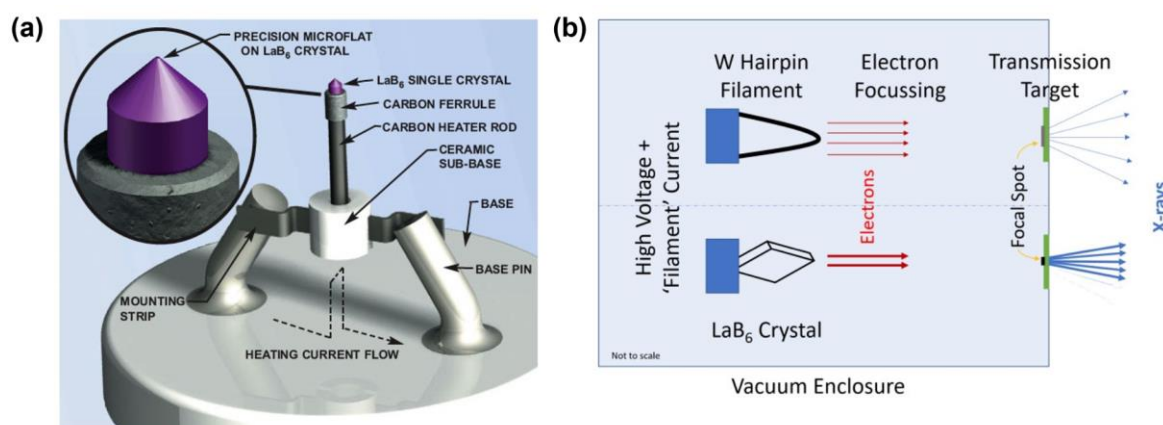 (a)
PRECISION MICROFLAT
ON LaB₆ CRYSTAL
LaB₆ SINGLE CRYSTAL
CARBON FERRULE
CARBON HEATER ROD
CERAMIC
SUB-BASE
BASE
BASE PIN
MOUNTING
STRIP
HEATING CURRENT FLOW
(b)
W Hairpin
Filament
Electron
Focussing
Transmission
Target
High Voltage +
'Filament' Current
Electrons
Focal Spot
X-rays
LaB₆ Crystal
Not to scale
Vacuum Enclosure